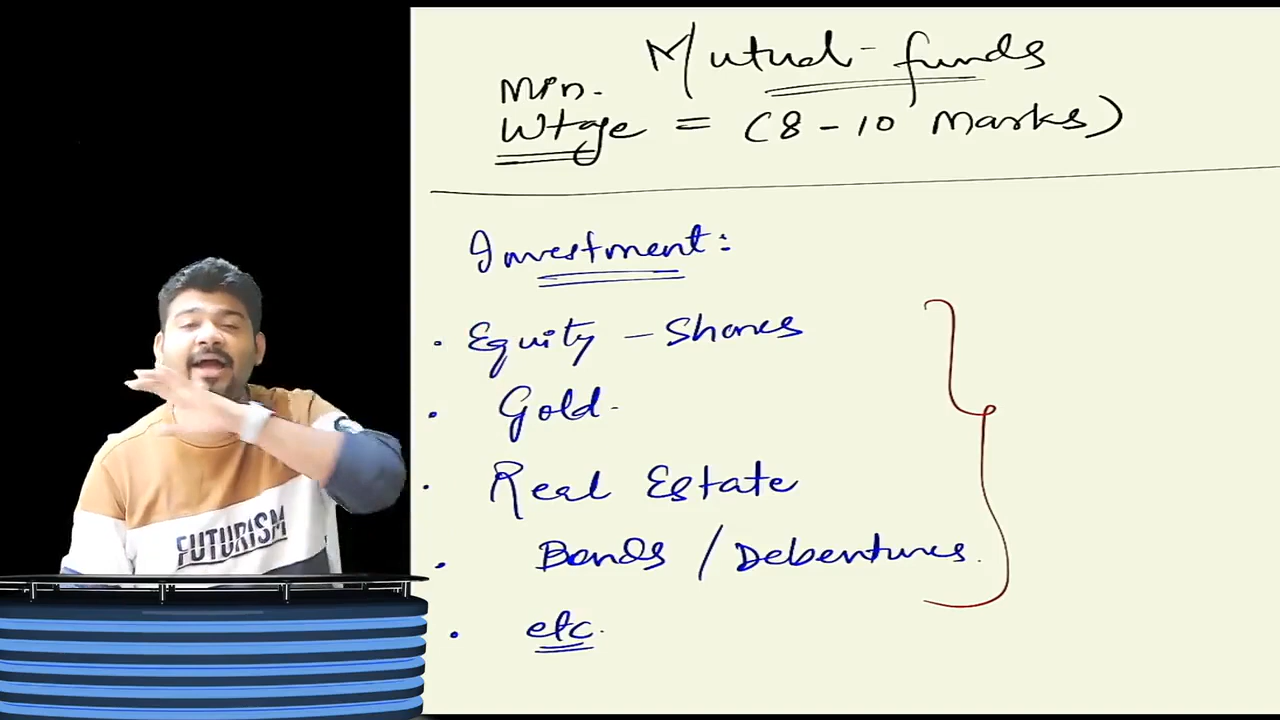 Mutual-funds
Min.
Wtge = (8-10 Marks)
Investment:
• Equity - Shares
• Gold.
• Real Estate
• Bonds / Debentures.
• etc.
FUTURISM